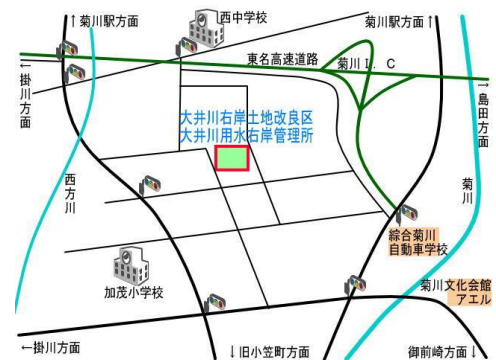 ↑菊川駅方面
西中学校
菊川駅方面↑
東名高速道路
菊川I.C
←掛川方面
→島田方面
大井川右岸土地改良区
大井川用水右岸管理所
西方川
菊川
綜合菊川
自動車学校
加茂小学校
菊川文化会館
アエル
←掛川方面
↓旧小笠町方面
御前崎方面↓